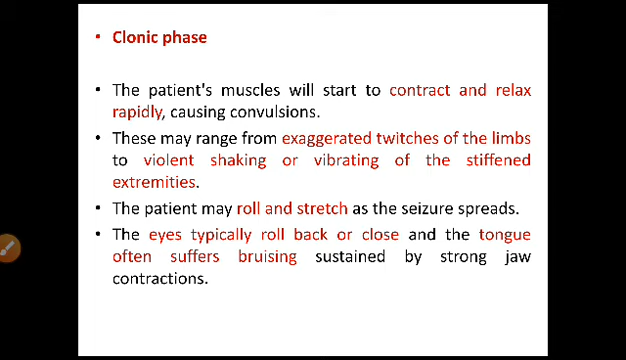 • Clonic phase
• The patient's muscles will start to contract and relax
rapidly, causing convulsions.
• These may range from exaggerated twitches of the limbs
to violent shaking or vibrating of the stiffened
extremities.
• The patient may roll and stretch as the seizure spreads.
• The eyes typically roll back or close and the tongue
often suffers bruising sustained by strong jaw
contractions.